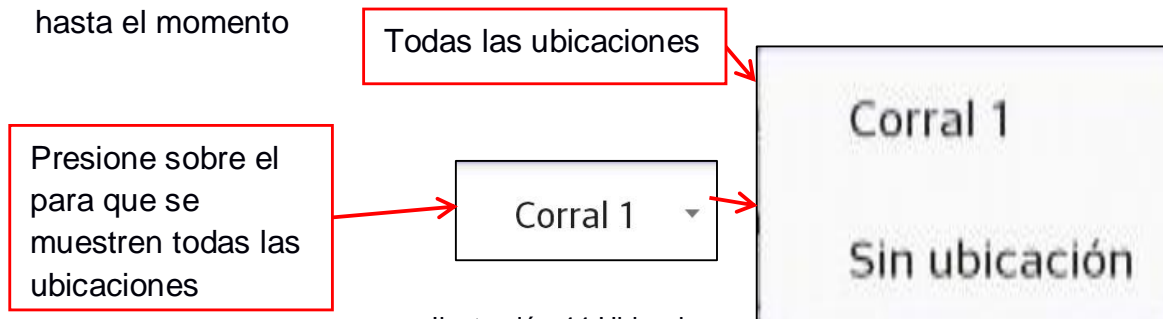 hasta el momento
Todas las ubicaciones
Presione sobre el
para que se
muestren todas las
ubicaciones
Corral 1
Corral 1
Sin ubicación